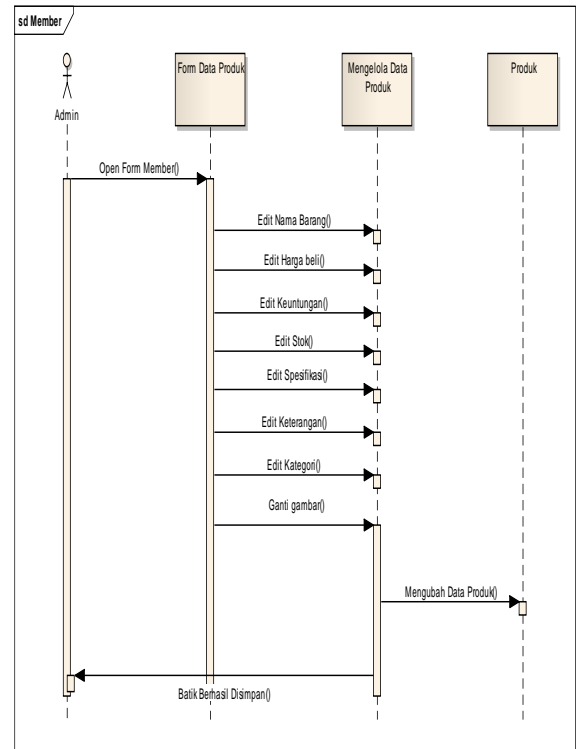 sd Member
Admin
Form Data Produk
Mengelola Data
Produk
Produk
Open Form Member()
Edit Nama Barang()
Edit Harga beli()
Edit Keuntungan()
Edit Stok()
Edit Spesifikasi()
Edit Keterangan()
Edit Kategori()
Ganti gambar()
Mengubah Data Produk()
Batik Berhasil Disimpan()